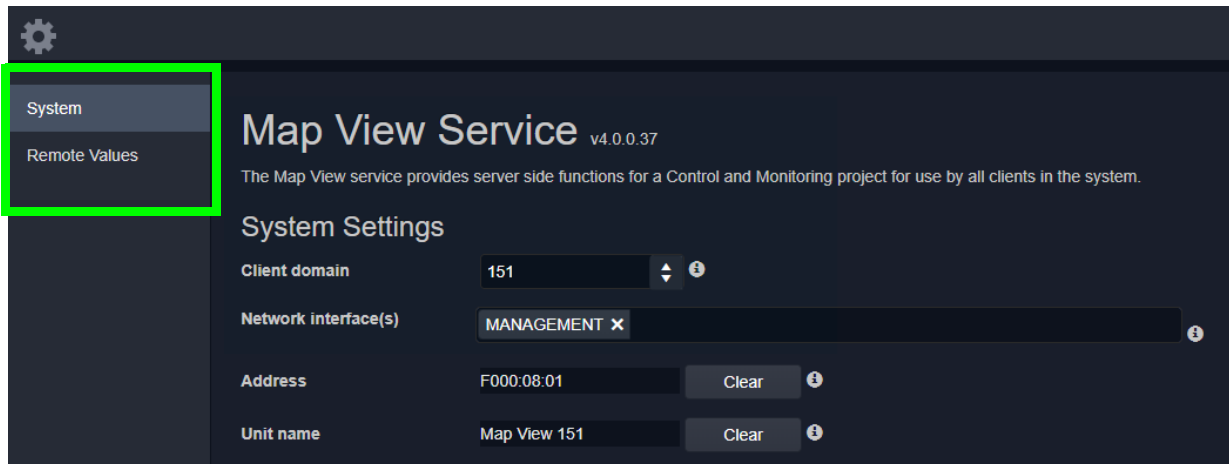 System
Remote Values
Map View Service v4.0.0.37
The Map View service provides server side functions for a Control and Monitoring project for use by all clients in the system.
System Settings
Client domain 151
Network interface(s) MANAGEMENT
Address F000:08:01 Clear
Unit name Map View 151 Clear